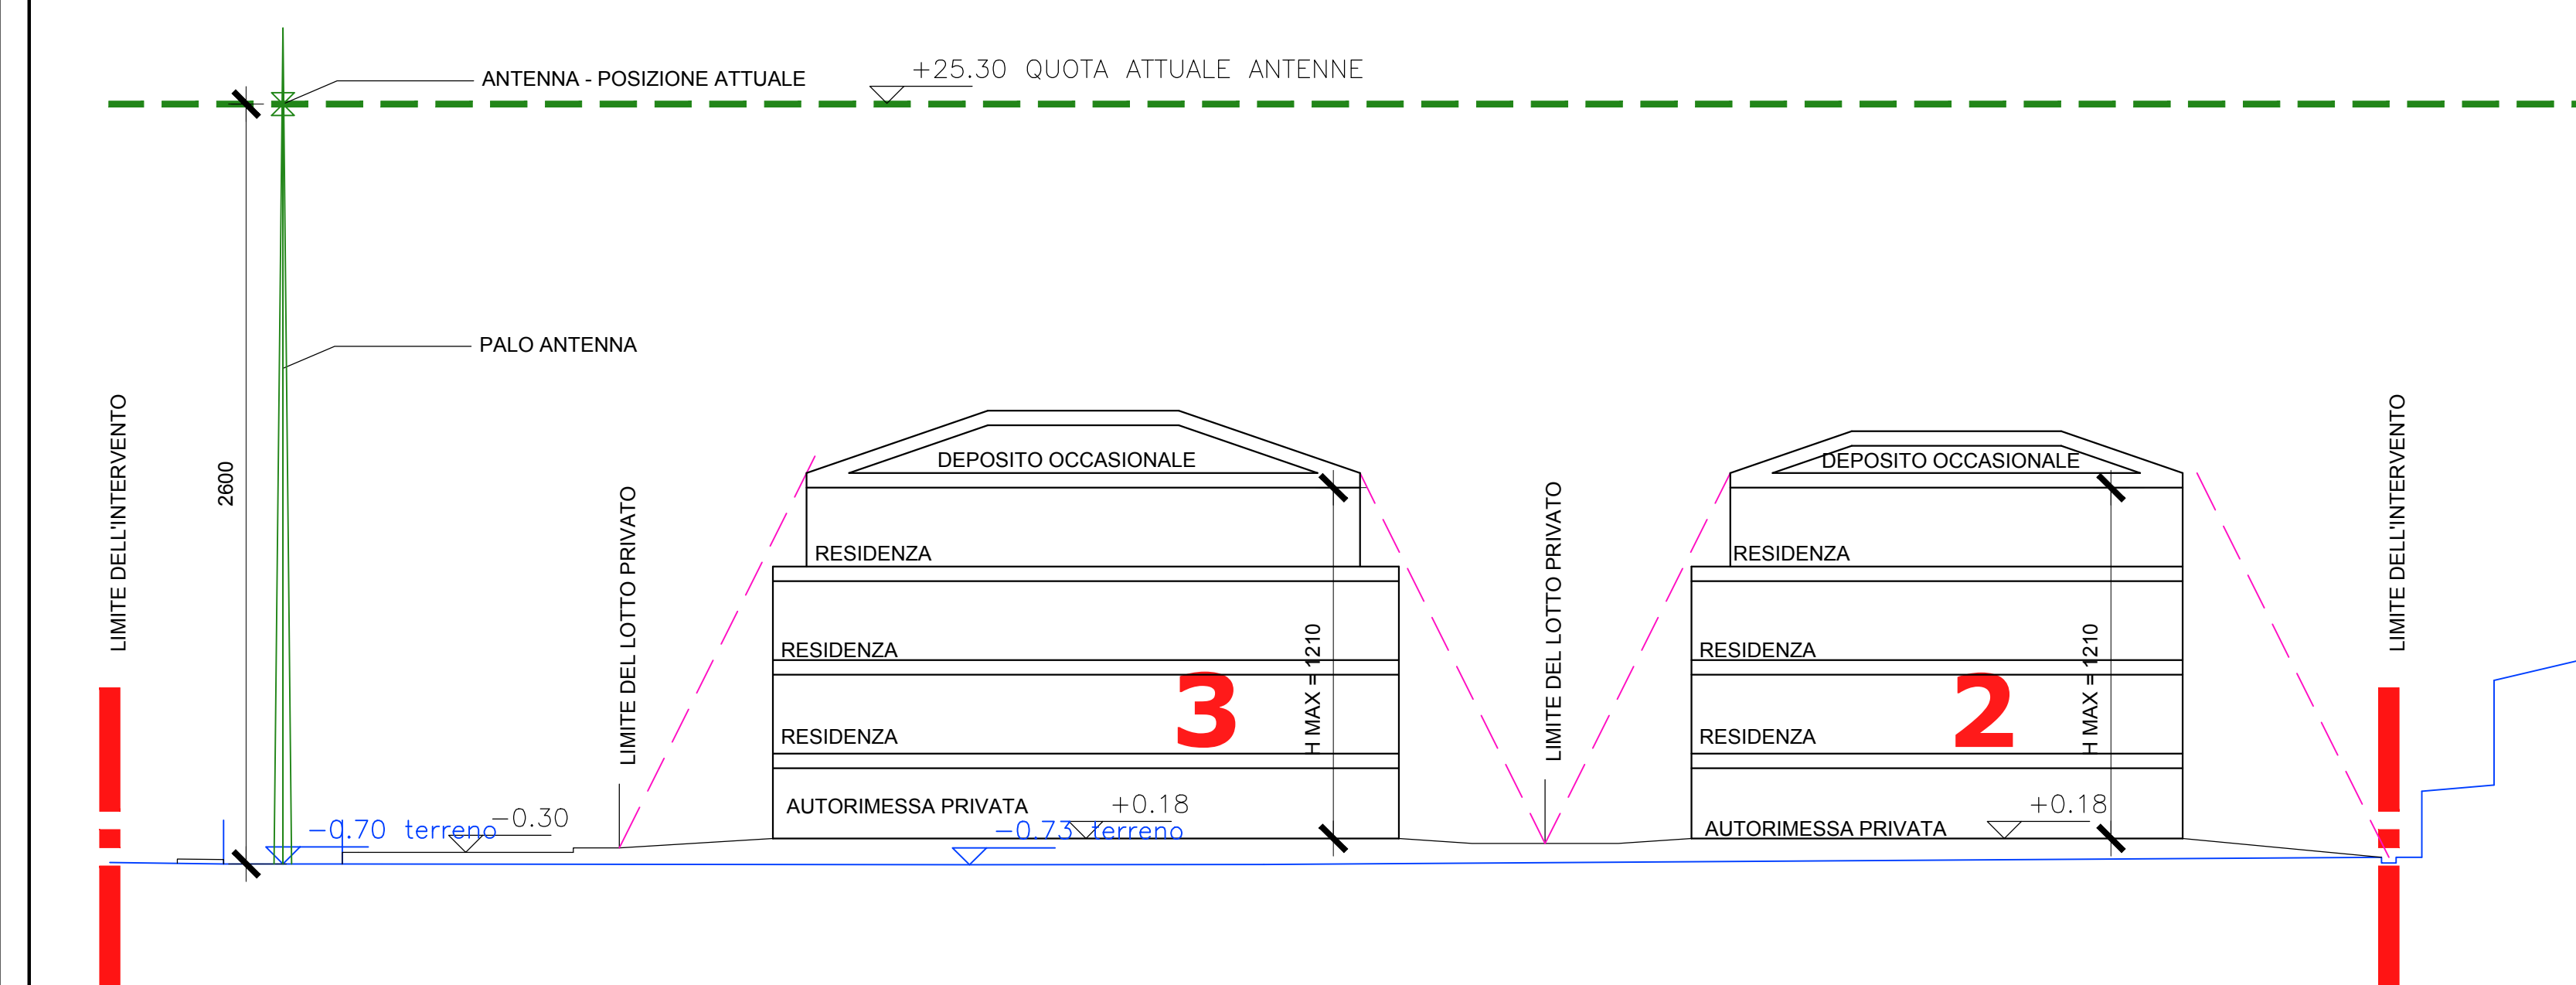 +25.30 QUOTA ATTUALE ANTENNE
ANTENNA - POSIZIONE ATTUALE
PALO ANTENNA
2600
LIMITE DELL'INTERVENTO
LIMITE DEL LOTTO PRIVATO
DEPOSITO OCCASIONALE
RESIDENZA
RESIDENZA
RESIDENZA
3
H MAX = 1210
AUTORIMESSA PRIVATA
+0.18
-0.70 terreno
-0.30
-0.73 terreno
LIMITE DEL LOTTO PRIVATO
DEPOSITO OCCASIONALE
RESIDENZA
RESIDENZA
RESIDENZA
2
H MAX = 1210
AUTORIMESSA PRIVATA
+0.18
LIMITE DELL'INTERVENTO